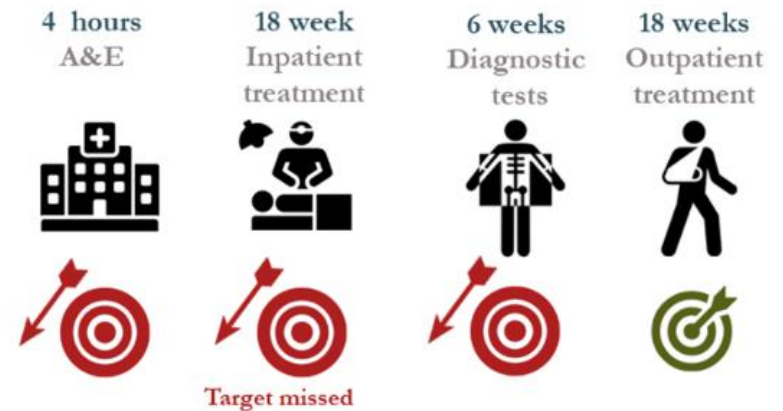 4 hours
A&E
18 week
Inpatient
treatment
6 weeks
Diagnostic
tests
18 weeks
Outpatient
treatment
Target missed